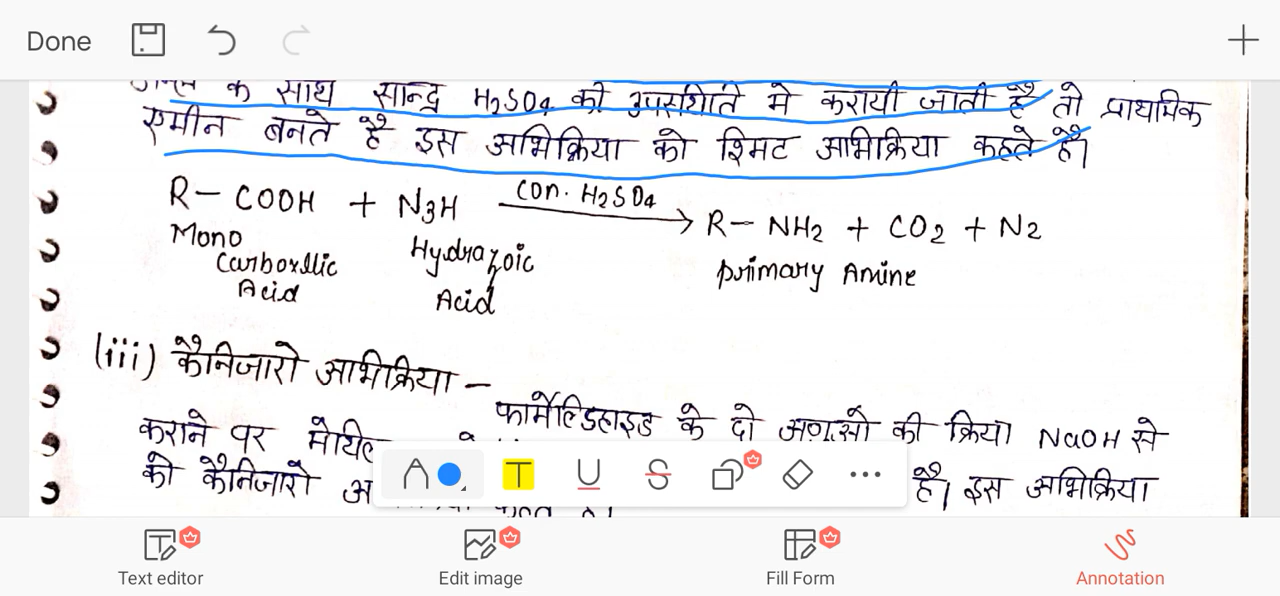 Done
के साथ सान्द्र H2SO4 की उपस्थिति मे करायी जाती है तो प्राथमिक
एमीन बनते है इस अभिक्रिया को श्मिट अभिक्रिया कहते है।
R - COOH + N3H con. H2SO4 → R - NH2 + CO2 + N2
Mono Carboxllic Acid
Hydrazoic Acid
primary Amine
(iii) कैनिजारो अभिक्रिया -
फार्मेल्डिहाइड के दो अणुओ की क्रिया NaOH से
कराने पर मेथिल
है। इस अभिक्रिया
को कैनिजारो
A T U S
Text editor
Edit image
Fill Form
Annotation